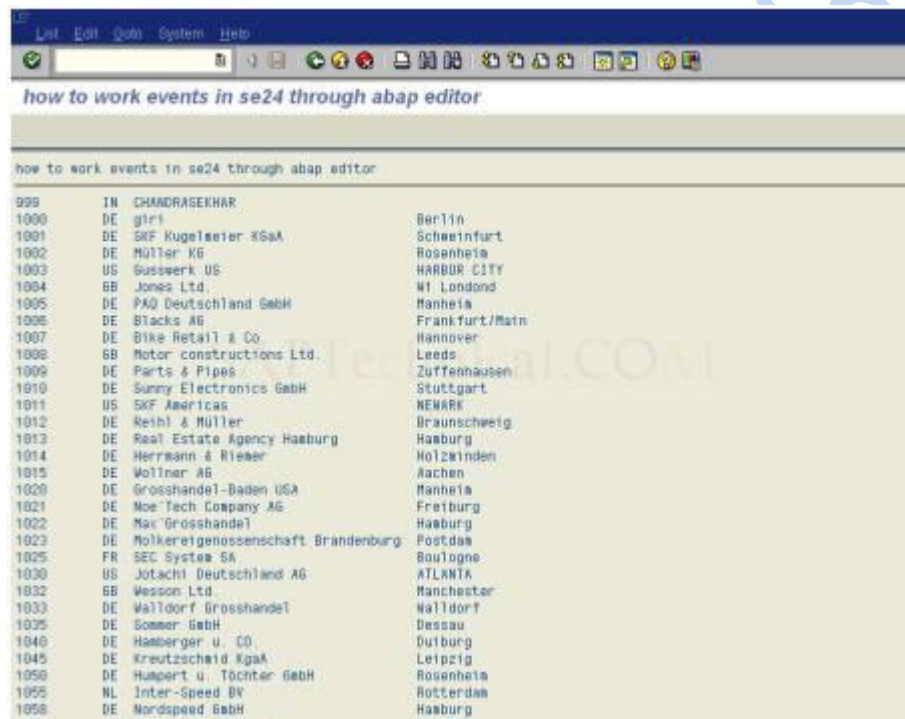 List Edit Goto System Help
how to work events in se24 through abap editor
how to work events in se24 through abap editor
999 IN CHANDRASEKHAR
1000 DE giri Berlin
1001 DE SKF Kugelmeier KGaA Schweinfurt
1002 DE Müller KG Rosenheim
1003 US Gusswerk US HARBOR CITY
1004 GB Jones Ltd. W1 Londond
1005 DE PAQ Deutschland GmbH Manheim
1006 DE Blacks AG Frankfurt/Main
1007 DE Bike Retail & Co. Hannover
1008 GB Motor constructions Ltd. Leeds
1009 DE Parts & Pipes Zuffenhausen
1010 DE Sunny Electronics GmbH Stuttgart
1011 US SKF Americas NEWARK
1012 DE Reihl & Müller Braunschweig
1013 DE Real Estate Agency Hamburg Hamburg
1014 DE Herrmann & Riemer Holzminden
1015 DE Wollner AG Aachen
1020 DE Grosshandel-Baden USA Manheim
1021 DE Noe´Tech Company AG Freiburg
1022 DE Max´Grosshandel Hamburg
1023 DE Molkereigenossenschaft Brandenburg Postdam
1025 FR SEC System SA Boulogne
1030 US Jotachi Deutschland AG ATLANTA
1032 GB Wesson Ltd. Manchester
1033 DE Walldorf Grosshandel Walldorf
1035 DE Sommer GmbH Dessau
1040 DE Hamberger u. CO. Duiburg
1045 DE Kreutzschmid KgaA Leipzig
1050 DE Humpert u. Töchter GmbH Rosenheim
1055 NL Inter-Speed BV Rotterdam
1058 DE Nordspeed GmbH Hamburg